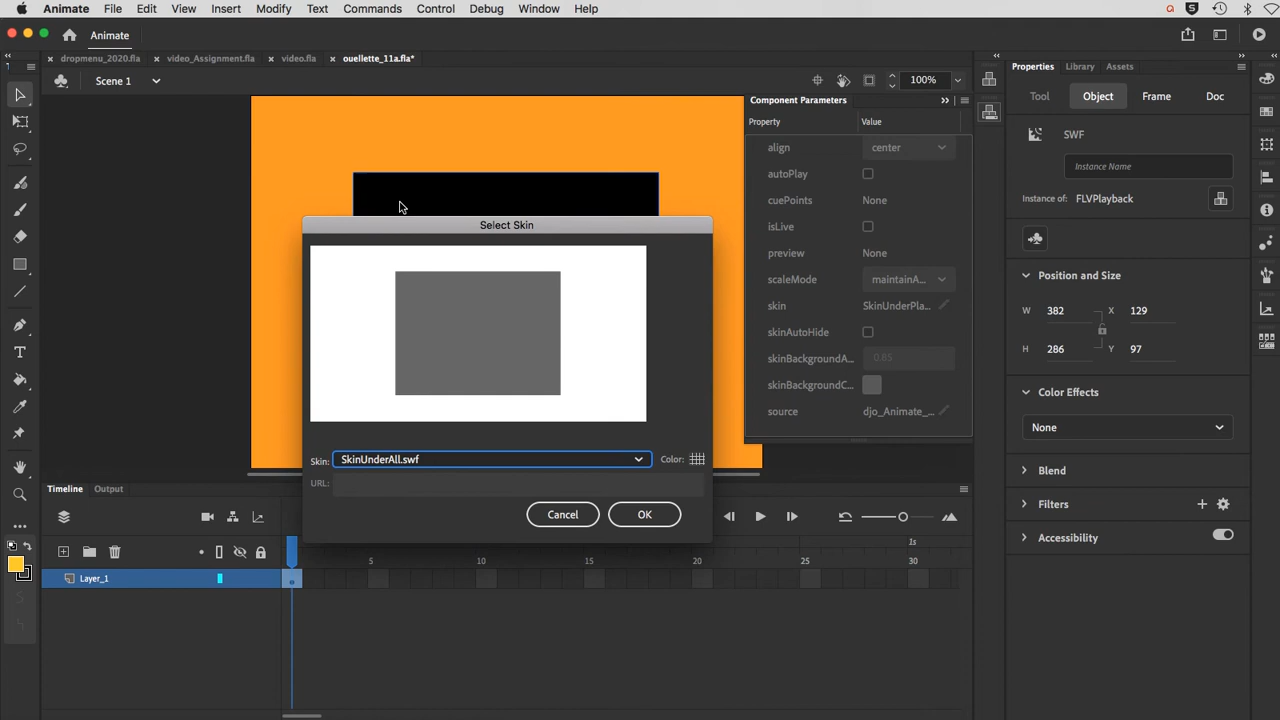 Animate File Edit View Insert Modify Text Commands Control Debug Window Help
Animate
dropmenu_2020.fla video_Assignment.fla video.fla ouellette_11a.fla*
Scene 1 100%
Component Parameters
Property Value
align center
autoPlay
cuePoints None
isLive
preview None
scaleMode maintainA...
skin SkinUnderPla...
skinAutoHide
skinBackgroundA... 0.85
skinBackgroundC...
source djo_Animate_...
Properties Library Assets
Tool Object Frame Doc
SWF
Instance Name
Instance of: FLVPlayback
Position and Size
W 382 X 129
H 286 Y 97
Color Effects
None
Blend
Filters
Accessibility
Select Skin
Skin: SkinUnderAll.swf Color:
URL:
Cancel OK
Timeline Output
1s
5 10 15 20 25 30
Layer_1